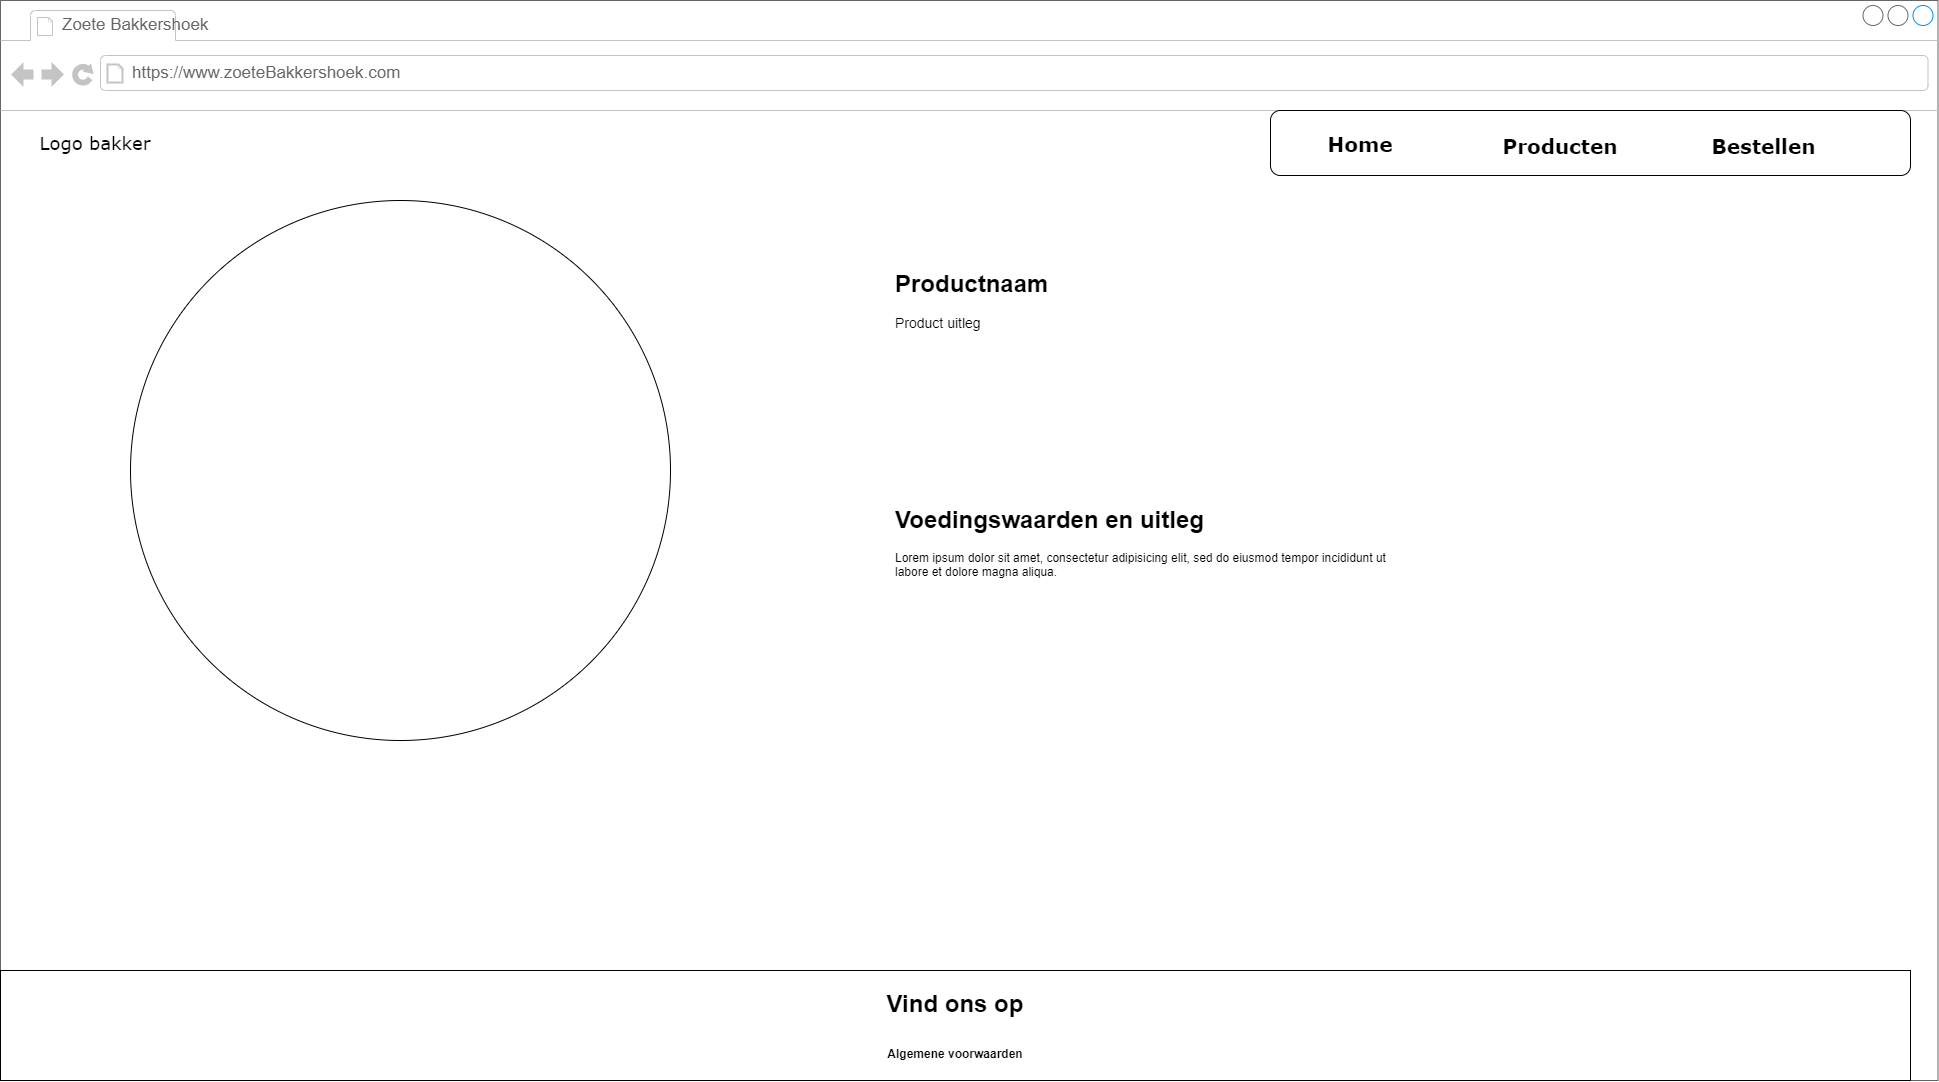 Zoete Bakkershoek
https://www.zoeteBakkershoek.com
Logo bakker
Home
Producten
Bestellen
Productnaam
Product uitleg
Voedingswaarden en uitleg
Lorem ipsum dolor sit amet, consectetur adipisicing elit, sed do eiusmod tempor incididunt ut
labore et dolore magna aliqua.
Vind ons op
Algemene voorwaarden